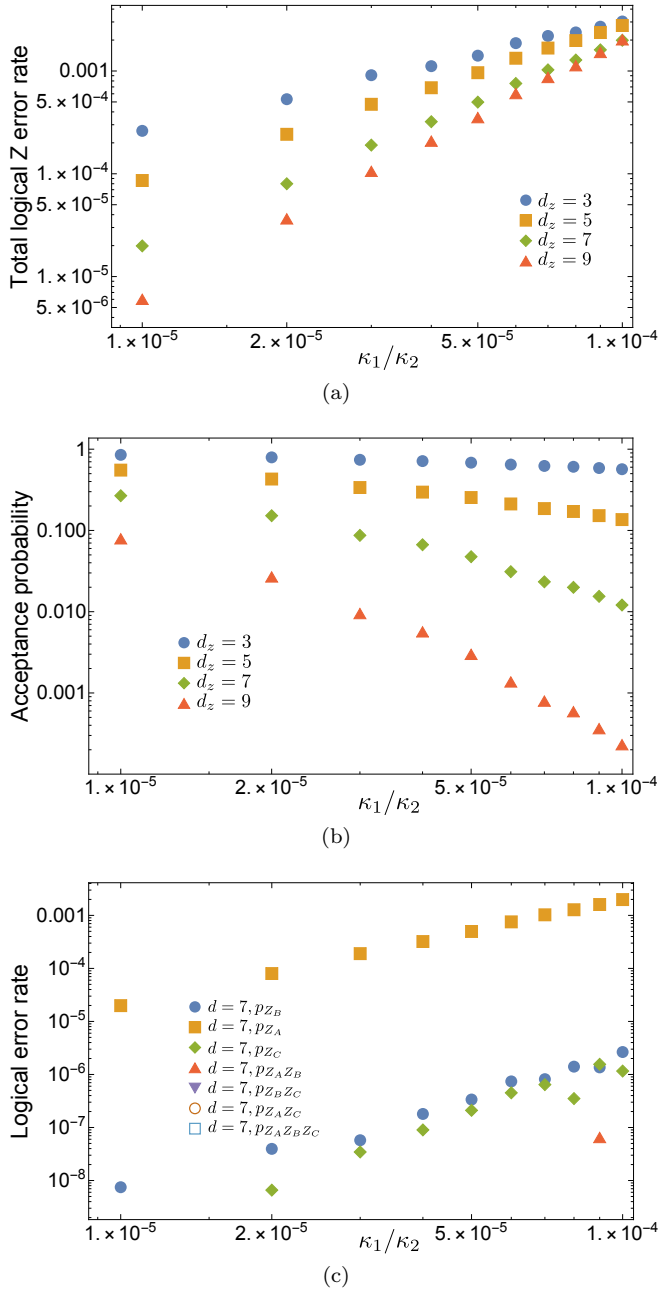 Total logical Z error rate
0.001
5.×10⁻⁴
1.×10⁻⁴
5.×10⁻⁵
1.×10⁻⁵
5.×10⁻⁶
d_z = 3
d_z = 5
d_z = 7
d_z = 9
1.×10⁻⁵ 2.×10⁻⁵ 5.×10⁻⁵ 1.×10⁻⁴
κ₁/κ₂
(a)
Acceptance probability
1
0.100
0.010
0.001
d_z = 3
d_z = 5
d_z = 7
d_z = 9
1.×10⁻⁵ 2.×10⁻⁵ 5.×10⁻⁵ 1.×10⁻⁴
κ₁/κ₂
(b)
Logical error rate
0.001
10⁻⁴
10⁻⁵
10⁻⁶
10⁻⁷
10⁻⁸
d = 7, p_{Z_B}
d = 7, p_{Z_A}
d = 7, p_{Z_C}
d = 7, p_{Z_A Z_B}
d = 7, p_{Z_B Z_C}
d = 7, p_{Z_A Z_C}
d = 7, p_{Z_A Z_B Z_C}
1.×10⁻⁵ 2.×10⁻⁵ 5.×10⁻⁵ 1.×10⁻⁴
κ₁/κ₂
(c)